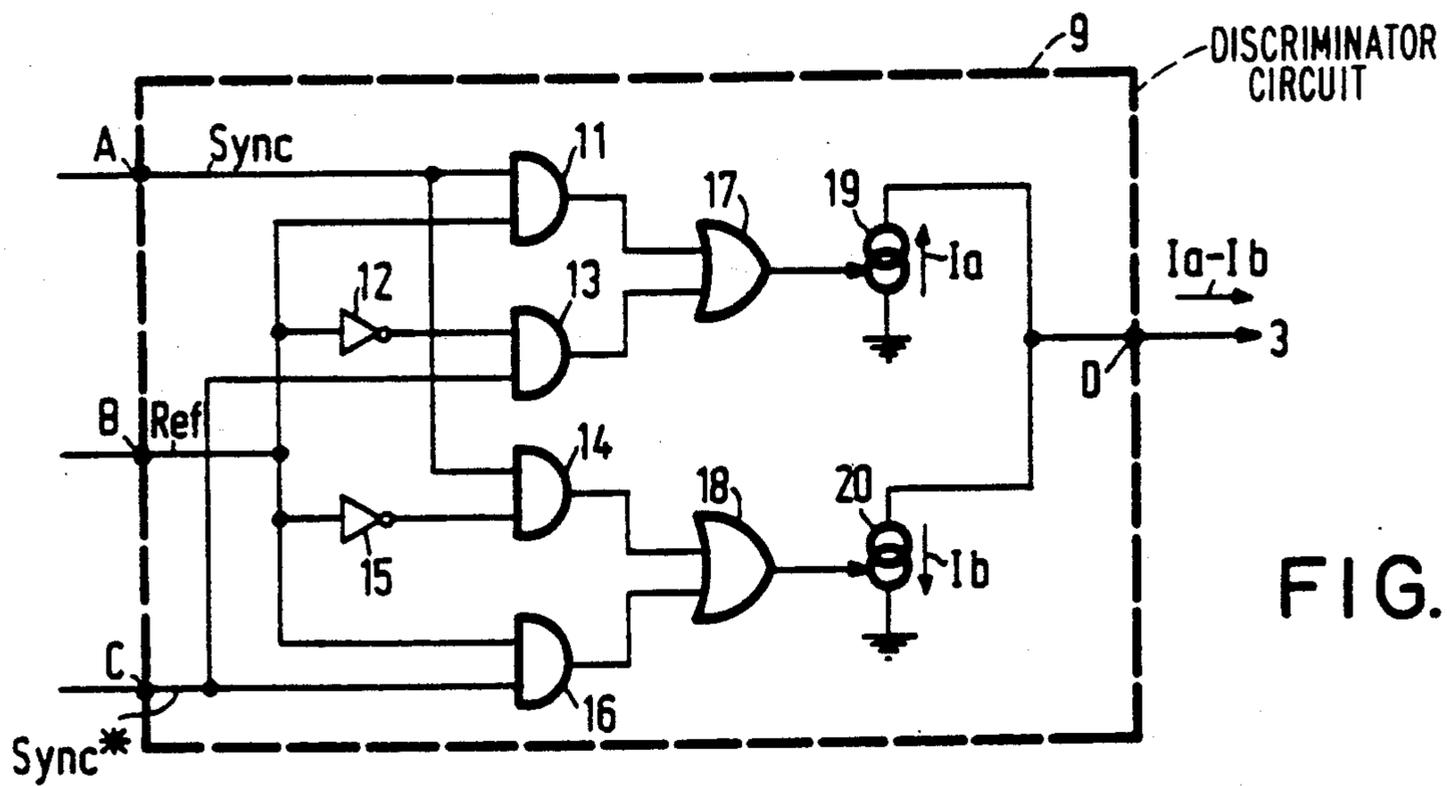 9
DISCRIMINATOR
CIRCUIT
A
Sync
11
17
19
Ia
Ia-Ib
12
13
3
D
B
Ref
14
18
20
15
Ib
FIG.
C
16
Sync*